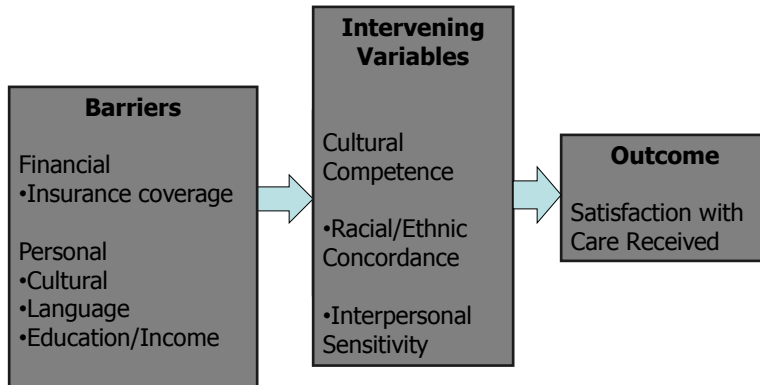 Barriers
Financial
•Insurance coverage
Personal
•Cultural
•Language
•Education/Income
Intervening
Variables
Cultural
Competence
•Racial/Ethnic
Concordance
•Interpersonal
Sensitivity
Outcome
Satisfaction with
Care Received